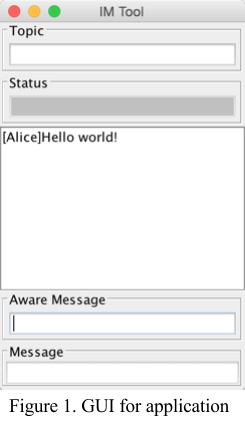 IM Tool
Topic
Status
[Alice]Hello world!
Aware Message
Message
Figure 1. GUI for application